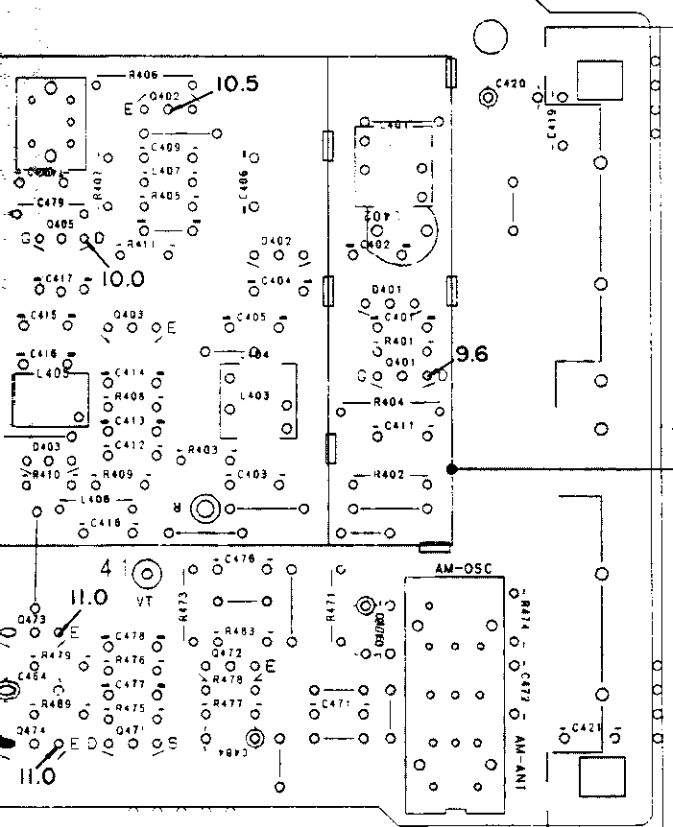 R406
10.5
C420
E
Q402
C419
L401
C409
R407
L407
C406
R405
C479
Q405
G
D
R411
D402
C402
10.0
C417
C404
D401
C415
Q403
E
C405
C401
R401
9.6
C416
Q401
G
D
L405
C414
L403
R408
R404
C413
C411
C412
D403
R403
R410
R409
C403
R402
L408
R
C418
41
VT
C476
AM-OSC
11.0
R473
R471
R474
Q473
E
C478
R483
R479
R476
Q472
E
C464
C477
R478
C472
R489
R475
R477
C471
Q474
E
D
Q471
S
C484
C421
AM-ANT
11.0